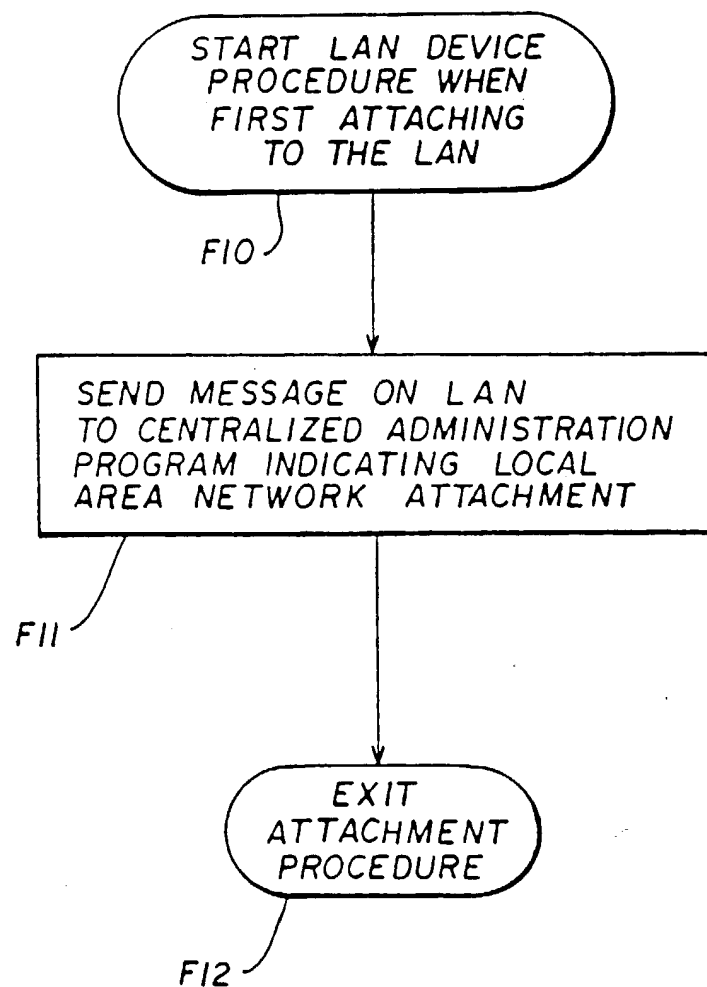 START LAN DEVICE
PROCEDURE WHEN
FIRST ATTACHING
TO THE LAN
F10
SEND MESSAGE ON LAN
TO CENTRALIZED ADMINISTRATION
PROGRAM INDICATING LOCAL
AREA NETWORK ATTACHMENT
F11
EXIT
ATTACHMENT
PROCEDURE
F12